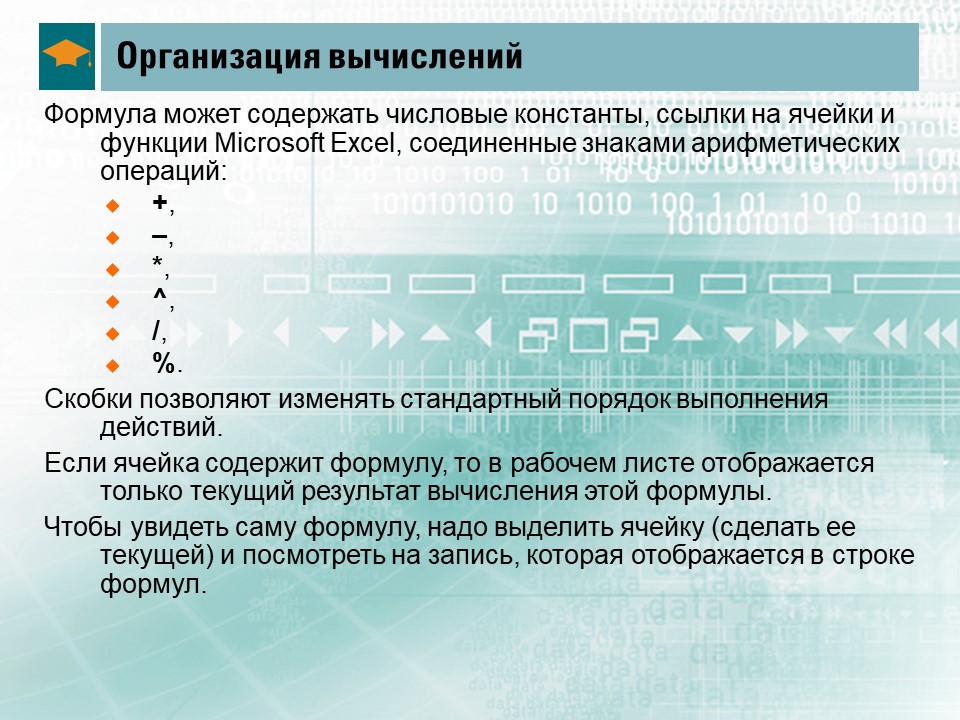 Организация вычислений
Формула может содержать числовые константы, ссылки на ячейки и
функции Microsoft Excel, соединенные знаками арифметических
операций:
+,
–,
*,
^,
/,
%.
Скобки позволяют изменять стандартный порядок выполнения
действий.
Если ячейка содержит формулу, то в рабочем листе отображается
только текущий результат вычисления этой формулы.
Чтобы увидеть саму формулу, надо выделить ячейку (сделать ее
текущей) и посмотреть на запись, которая отображается в строке
формул.